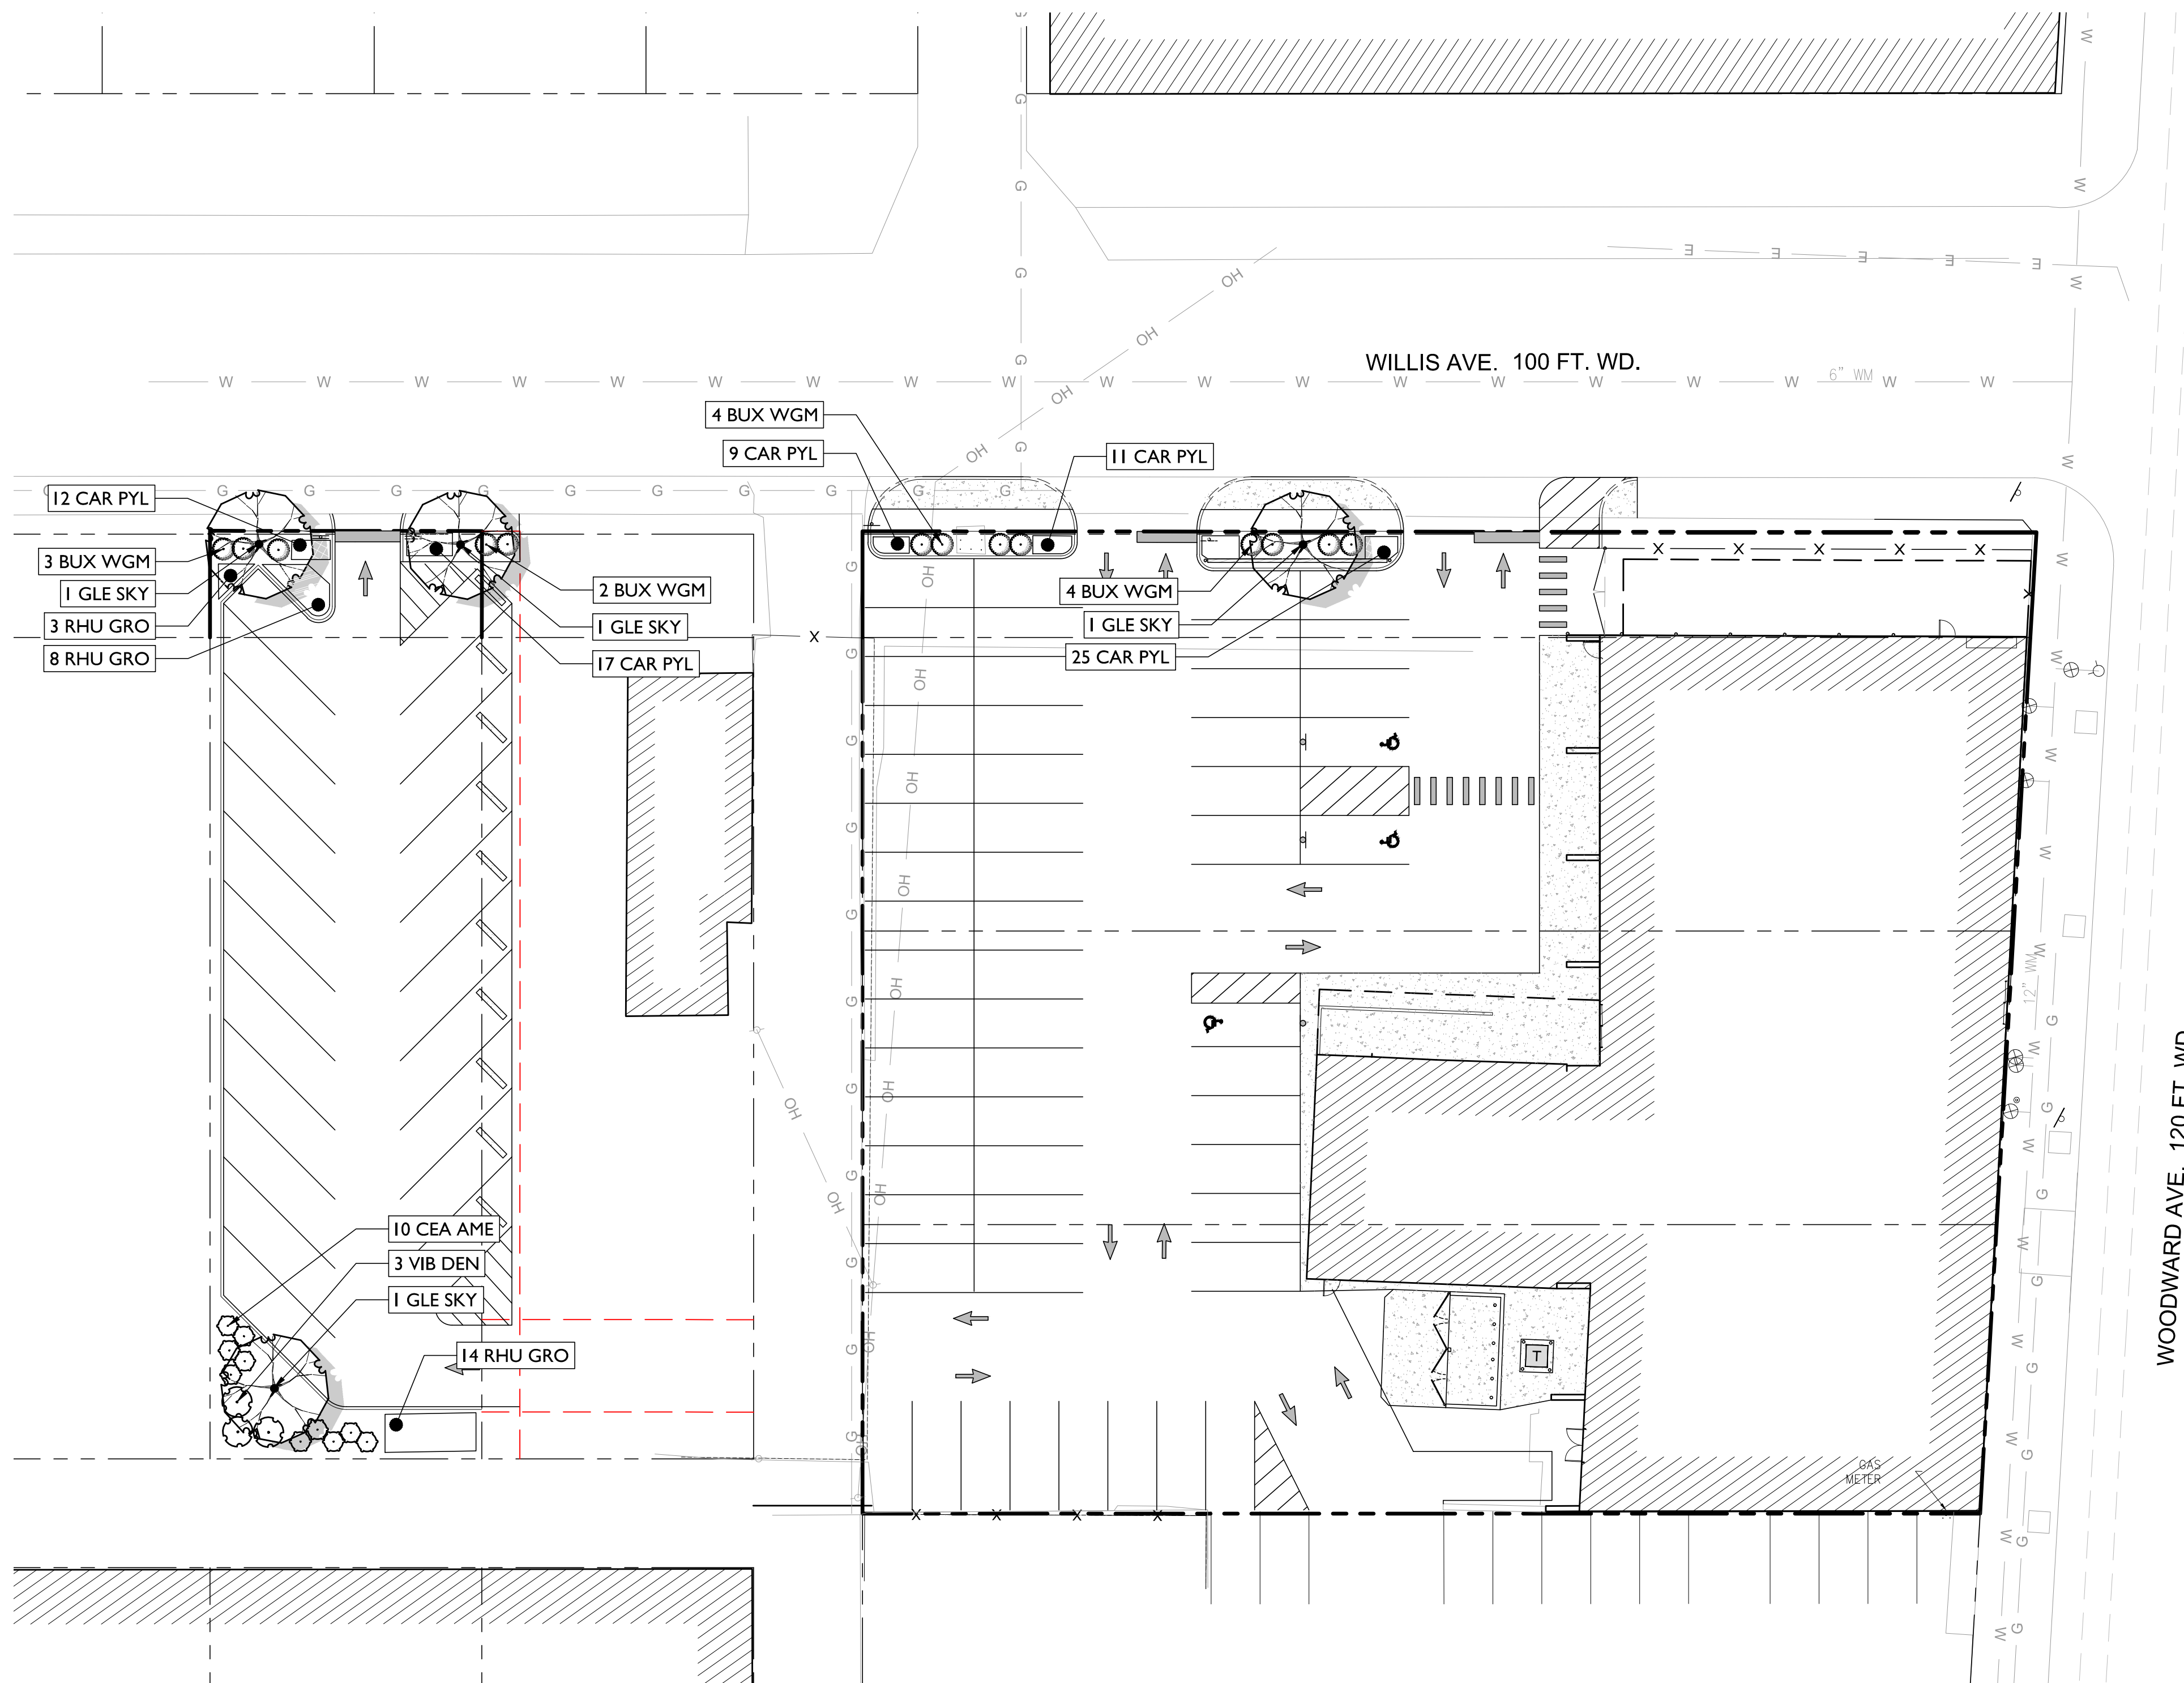 WILLIS AVE. 100 FT. WD.
6" WM
4 BUX WGM
9 CAR PYL
11 CAR PYL
12 CAR PYL
3 BUX WGM
1 GLE SKY
3 RHU GRO
8 RHU GRO
2 BUX WGM
1 GLE SKY
17 CAR PYL
4 BUX WGM
1 GLE SKY
25 CAR PYL
12" WM
WOODWARD AVE. 120 FT. WD.
10 CEA AME
3 VIB DEN
1 GLE SKY
14 RHU GRO
T
GAS
METER
G
W
E
OH
X